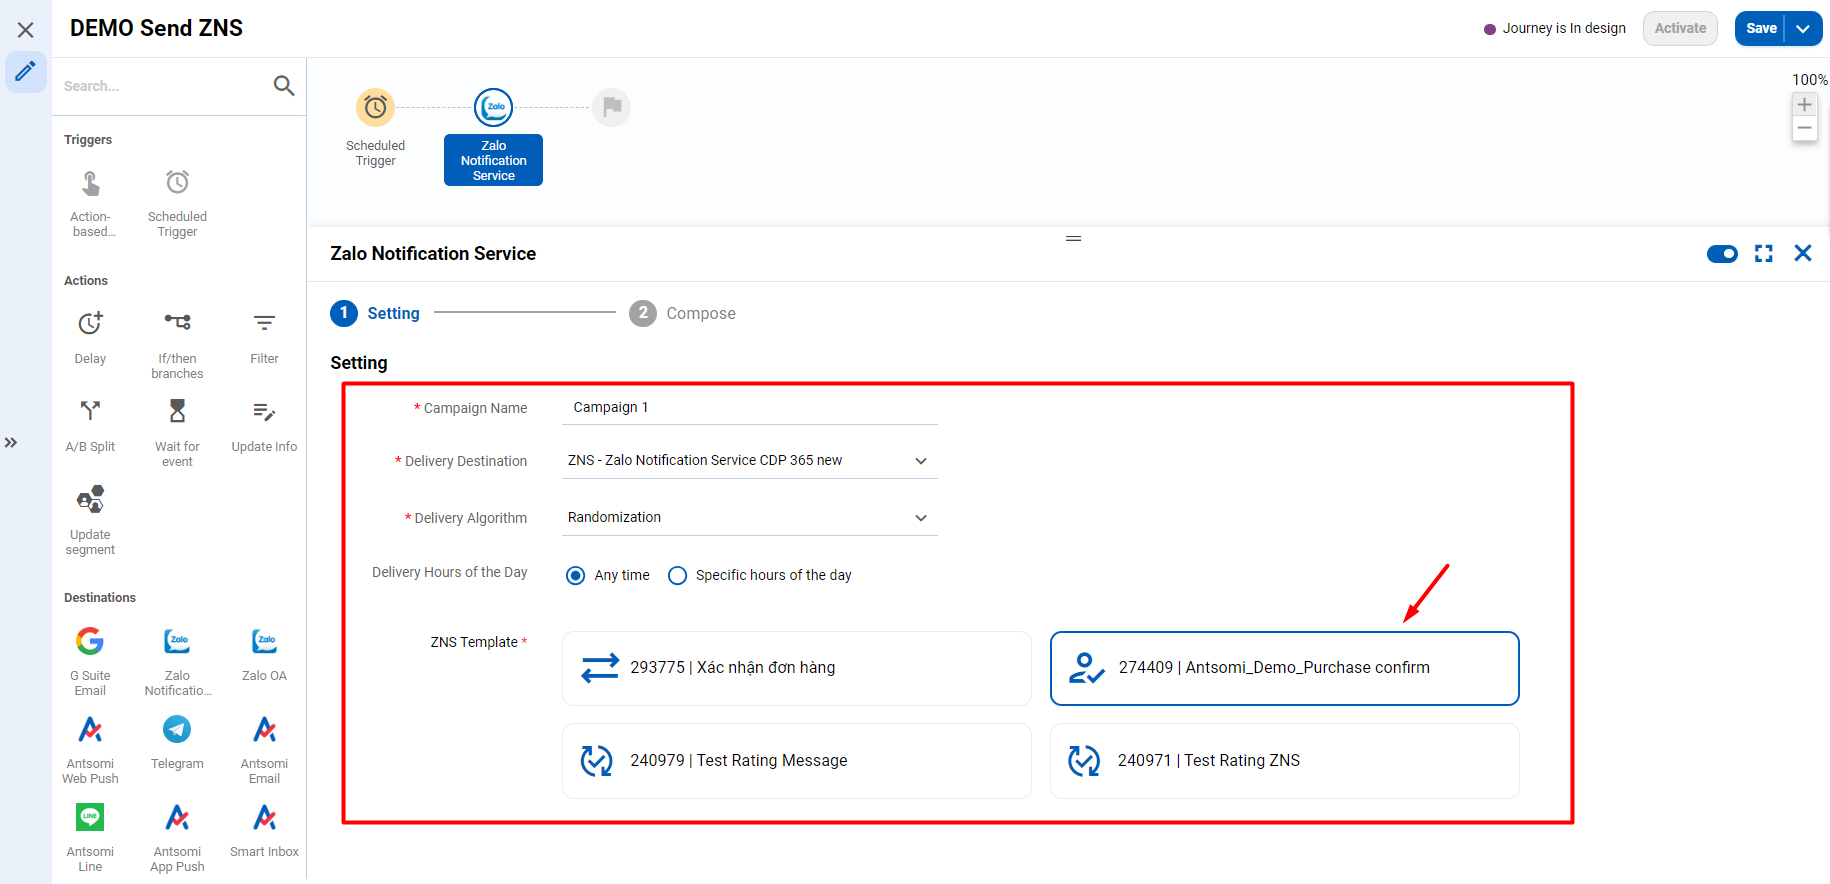 DEMO Send ZNS
Journey is In design
Activate
Save
Search...
100%
Triggers
Action-
based...
Scheduled
Trigger
Actions
Delay
If/then
branches
Filter
A/B Split
Wait for
event
Update Info
Update
segment
Destinations
G Suite
Email
Zalo
Zalo
Notificatio...
Zalo
Zalo OA
Antsomi
Web Push
Telegram
Antsomi
Email
LINE
Antsomi
Line
Antsomi
App Push
Smart Inbox
Scheduled
Trigger
Zalo
Zalo
Notification
Service
Zalo Notification Service
1 Setting
2 Compose
Setting
* Campaign Name Campaign 1
* Delivery Destination ZNS - Zalo Notification Service CDP 365 new
* Delivery Algorithm Randomization
Delivery Hours of the Day Any time Specific hours of the day
ZNS Template *
293775 | Xác nhận đơn hàng
274409 | Antsomi_Demo_Purchase confirm
240979 | Test Rating Message
240971 | Test Rating ZNS